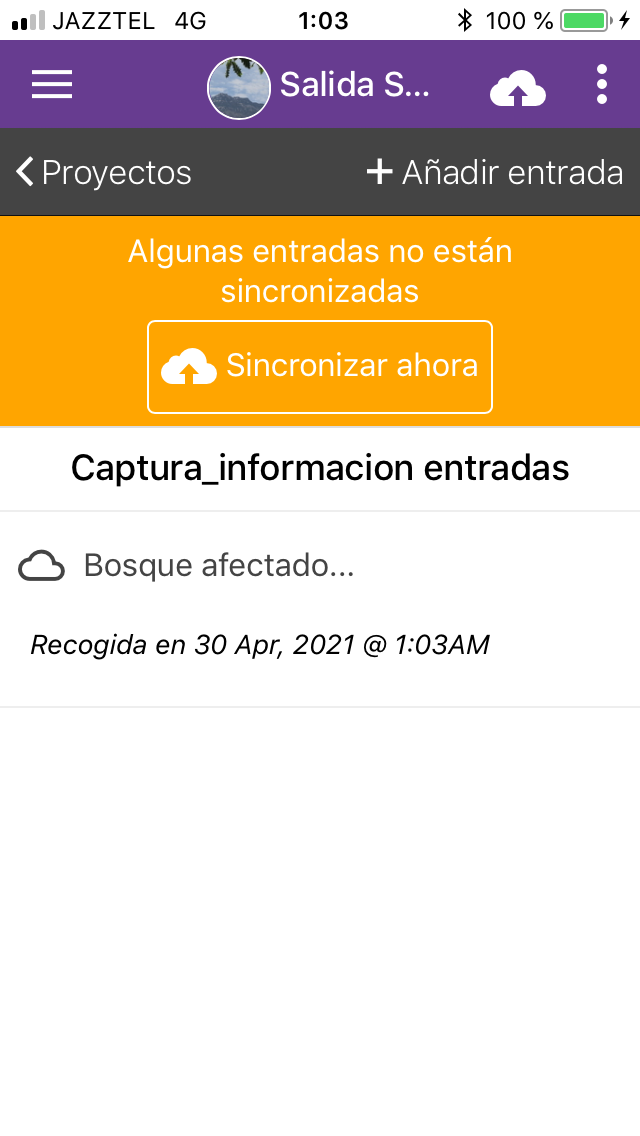 JAZZTEL 4G 1:03 100 %
Salida S...
Proyectos + Añadir entrada
Algunas entradas no están
sincronizadas
Sincronizar ahora
Captura_informacion entradas
Bosque afectado...
Recogida en 30 Apr, 2021 @ 1:03AM